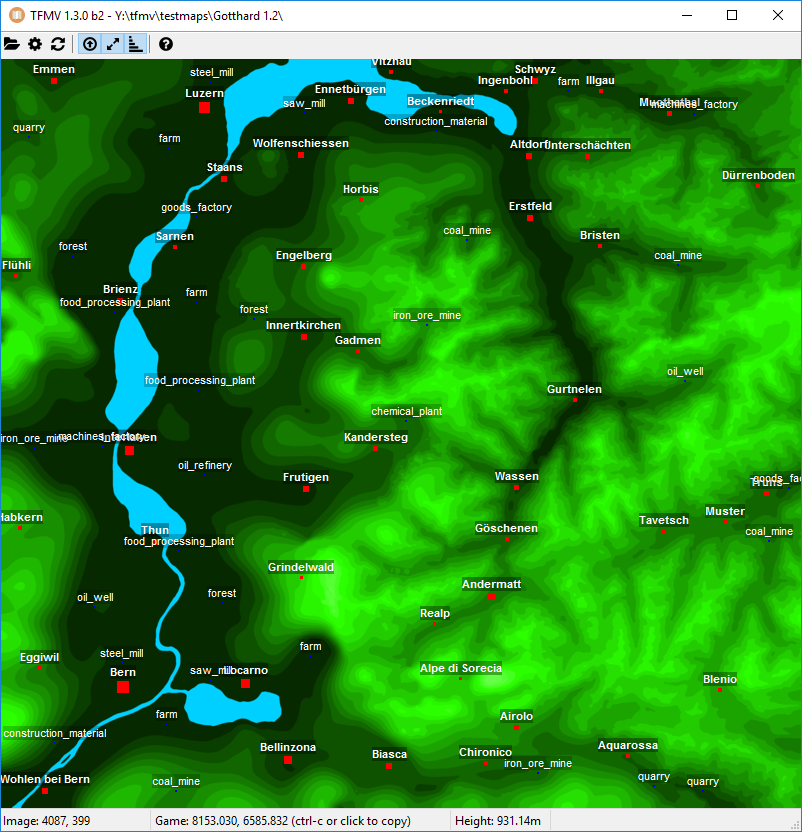 TFMV 1.3.0 b2 - Y:\tfmv\testmaps\Gotthard 1.2\
Vitznau
Emmen
steel_mill
Schwyz
Ingenbohl
farm
Illgau
Ennetbürgen
Luzern
saw_mill
Beckenriedt
machines_factory
quarry
construction_material
farm
Wolfenschiessen
Altdorf
Unterschächten
Staans
Dürrenboden
Horbis
goods_factory
Erstfeld
Sarnen
coal_mine
Bristen
forest
Engelberg
coal_mine
Flühli
Brienz
farm
food_processing_plant
forest
iron_ore_mine
Innertkirchen
Gadmen
oil_well
food_processing_plant
Gurtnelen
chemical_plant
iron_ore_mine
machines_factory
Kandersteg
oil_refinery
Frutigen
Wassen
goods_fac
Truns
Muster
Habkern
Tavetsch
Thun
Göschenen
coal_mine
food_processing_plant
Grindelwald
Andermatt
oil_well
forest
Realp
farm
steel_mill
Eggiwil
Alpe di Sorecia
Bern
saw_mill
Locarno
Blenio
farm
Airolo
construction_material
Bellinzona
Biasca
Chironico
Aquarossa
iron_ore_mine
Wohlen bei Bern
coal_mine
quarry
quarry
Image: 4087, 399
Game: 8153.030, 6585.832 (ctrl-c or click to copy)
Height: 931.14m